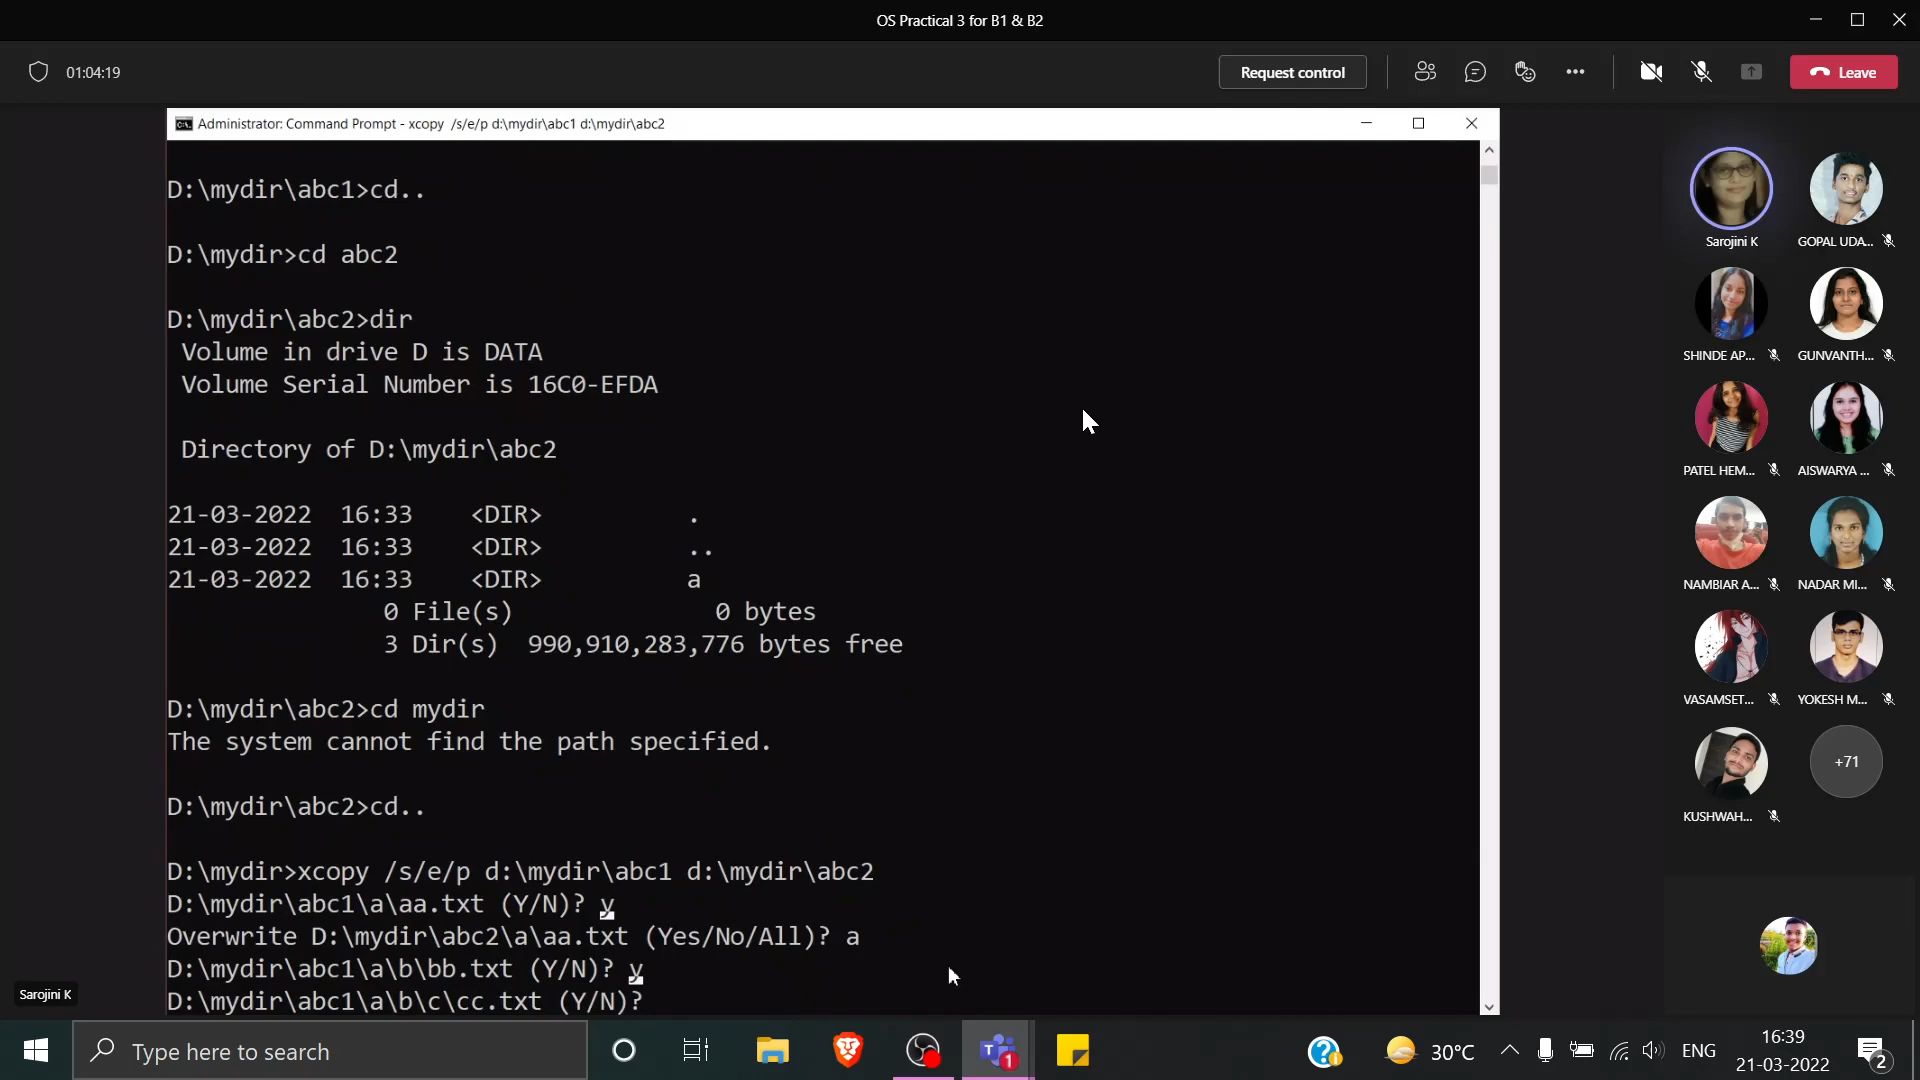 OS Practical 3 for B1 & B2
01:04:19
Request control
Leave
Administrator: Command Prompt - xcopy /s/e/p d:\mydir\abc1 d:\mydir\abc2
D:\mydir\abc1>cd..
D:\mydir>cd abc2
D:\mydir\abc2>dir
Volume in drive D is DATA
Volume Serial Number is 16C0-EFDA
Directory of D:\mydir\abc2
21-03-2022 16:33 <DIR> .
21-03-2022 16:33 <DIR> ..
21-03-2022 16:33 <DIR> a
0 File(s) 0 bytes
3 Dir(s) 990,910,283,776 bytes free
D:\mydir\abc2>cd mydir
The system cannot find the path specified.
D:\mydir\abc2>cd..
D:\mydir>xcopy /s/e/p d:\mydir\abc1 d:\mydir\abc2
D:\mydir\abc1\a\aa.txt (Y/N)? y
Overwrite D:\mydir\abc2\a\aa.txt (Yes/No/All)? a
D:\mydir\abc1\a\b\bb.txt (Y/N)? y
D:\mydir\abc1\a\b\c\cc.txt (Y/N)?
Sarojini K
Sarojini K
GOPAL UDA...
SHINDE AP...
GUNVANTH...
PATEL HEM...
AISWARYA ...
NAMBIAR A...
NADAR MI...
VASAMSET...
YOKESH M...
KUSHWAH...
+71
Type here to search
1
30°C
ENG
16:39
21-03-2022
2